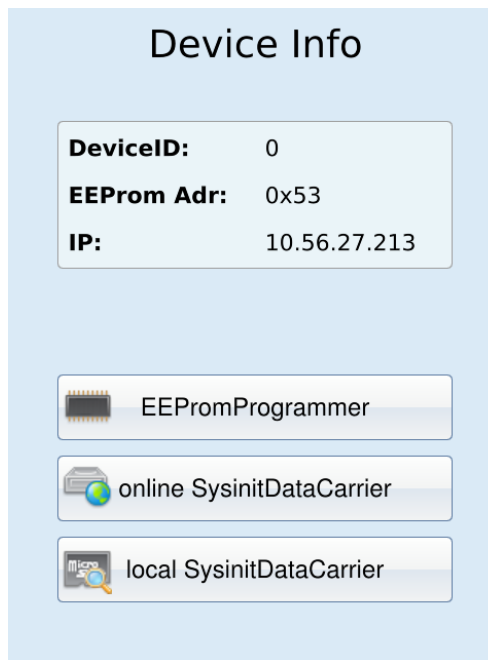 Device Info
DeviceID: 0
EEProm Adr: 0x53
IP: 10.56.27.213
EEPromProgrammer
online SysinitDataCarrier
local SysinitDataCarrier